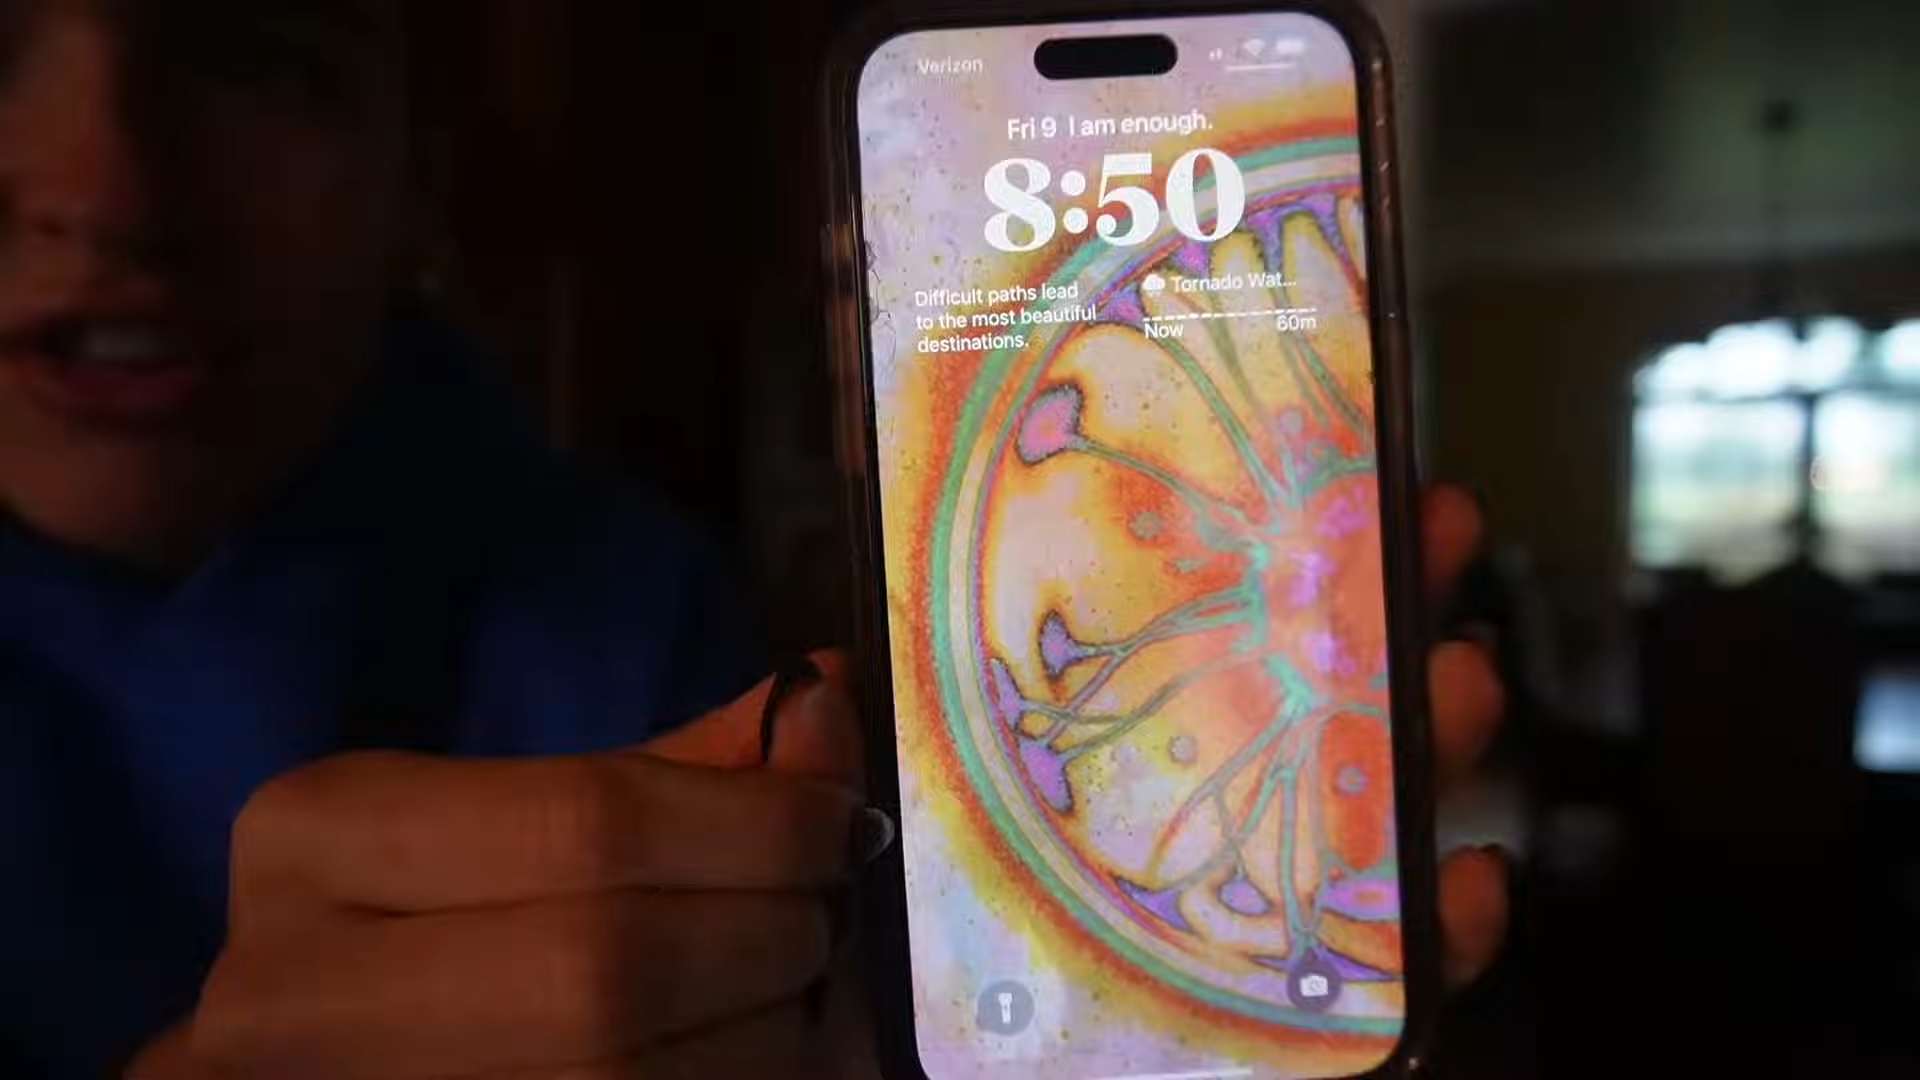 Verizon
Fri 9 I am enough.
8:50
Difficult paths lead
to the most beautiful
destinations.
Tornado Wat...
Now 60m